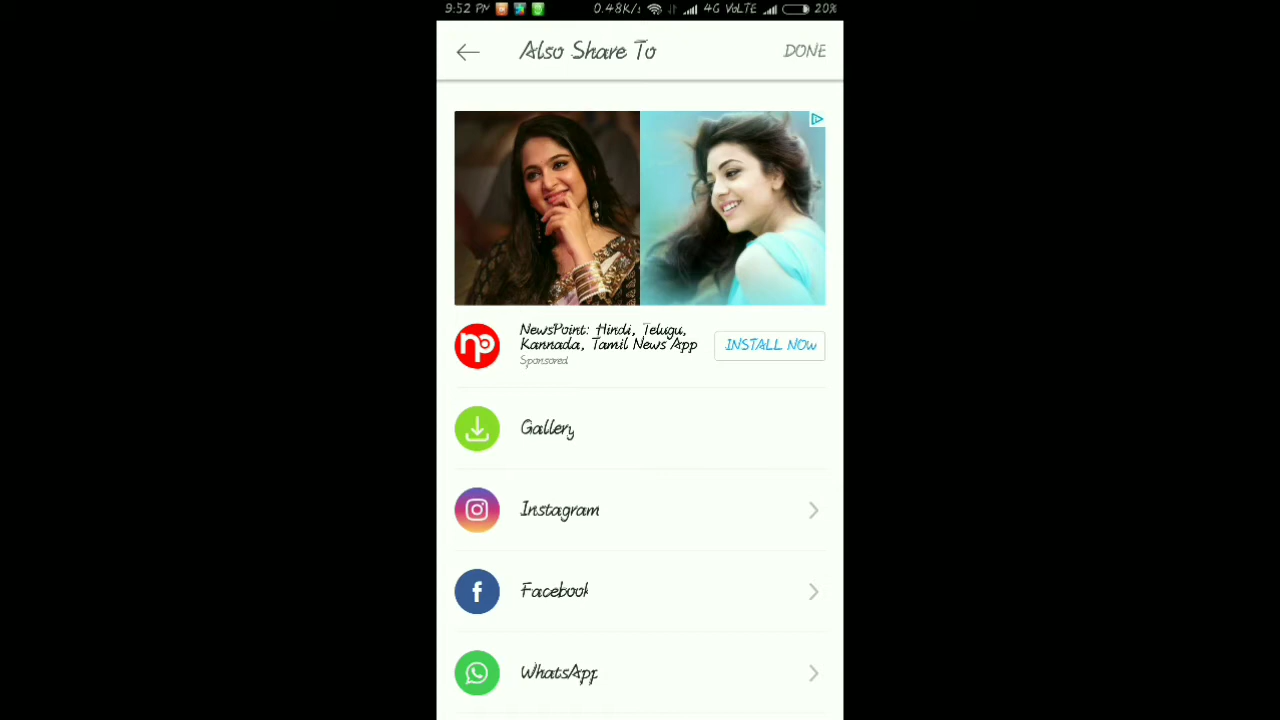 9:52 PM 0.48K/s 4G VoLTE 20%
Also Share To DONE
NewsPoint: Hindi, Telugu,
Kannada, Tamil News App
Sponsored
INSTALL NOW
np
Gallery
Instagram
Facebook
WhatsApp